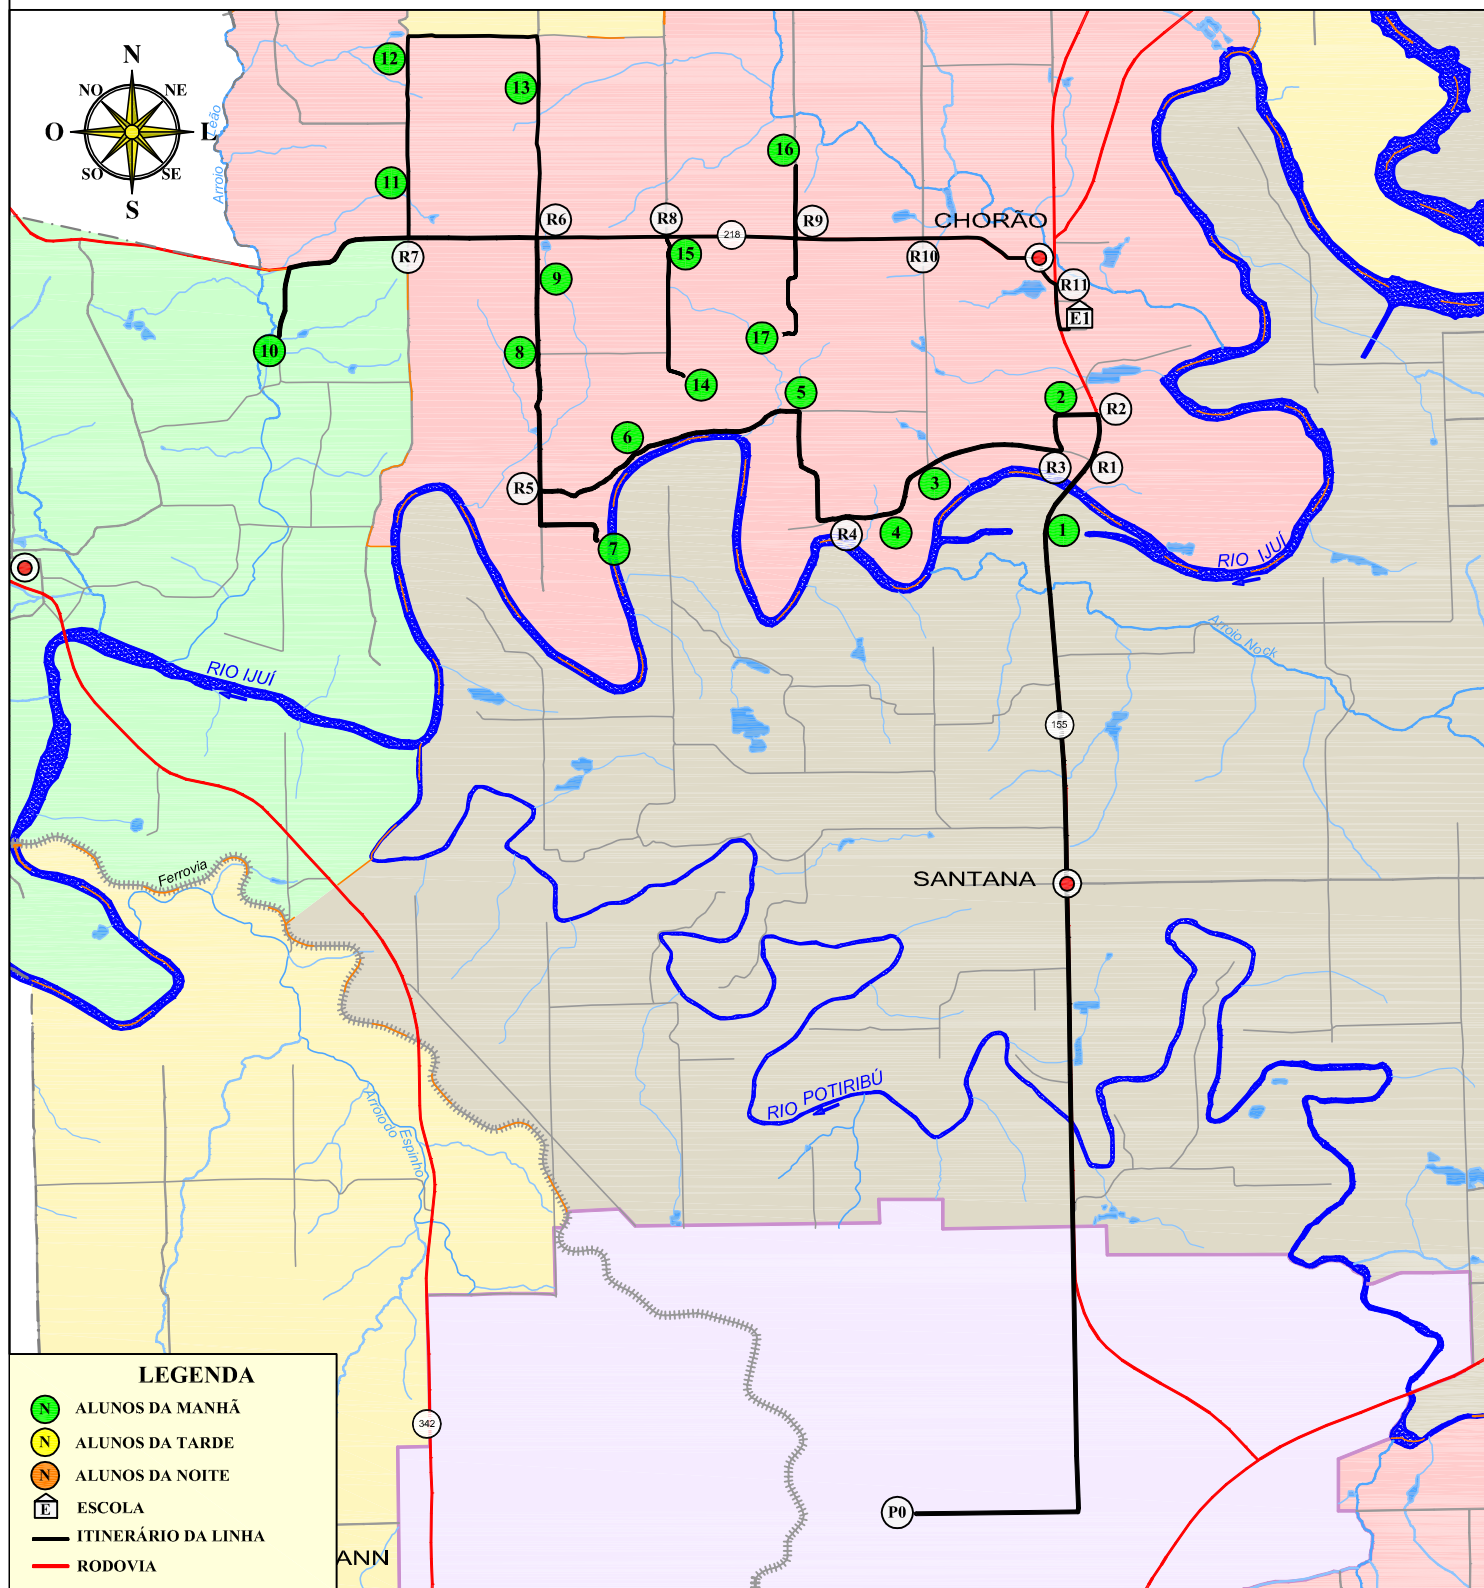 N
NO
NE
O
L
SO
SE
S
Arroio Leão
12
13
11
16
R6
R8
218
R9
CHORÃO
R7
15
R10
9
R11
E1
10
8
17
14
5
2
R2
6
R5
3
R3
R1
7
R4
4
1
RIO IJUÍ
Arroio Nock
RIO IJUÍ
155
SANTANA
Ferrovia
RIO POTIRIBÚ
Arroio do Espinho
342
P0
ANN
LEGENDA
N ALUNOS DA MANHÃ
N ALUNOS DA TARDE
N ALUNOS DA NOITE
E ESCOLA
ITINERÁRIO DA LINHA
RODOVIA